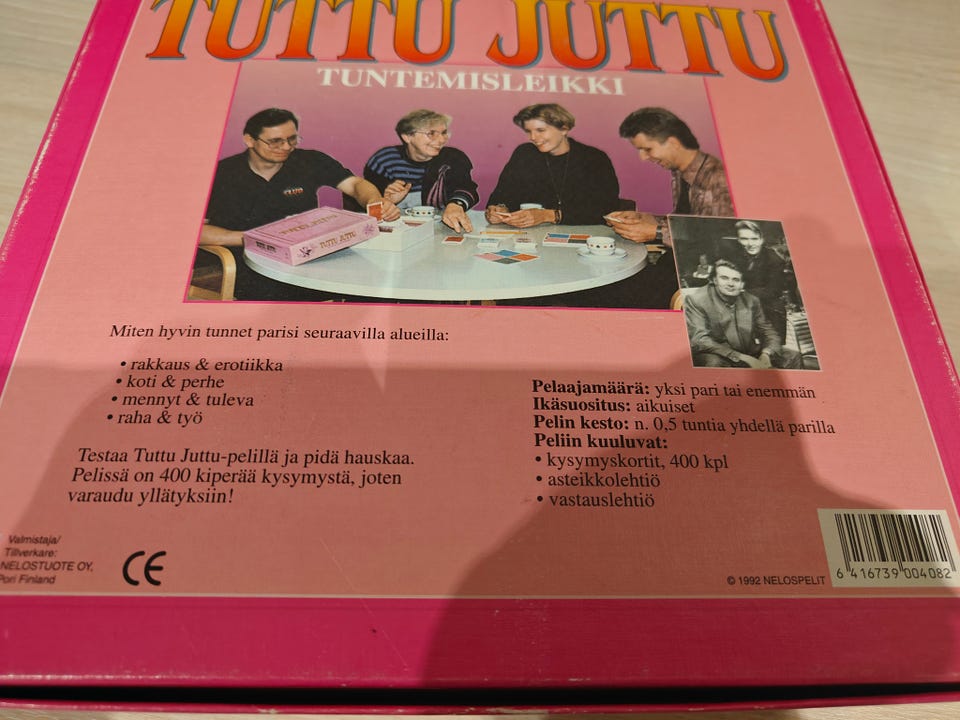 TUTTU JUTTU
TUNTEMISLEIKKI
CLUB
TUTTU JUTTU
Miten hyvin tunnet parisi seuraavilla alueilla:
• rakkaus & erotiikka
• koti & perhe
• mennyt & tuleva
• raha & työ
Testaa Tuttu Juttu-pelillä ja pidä hauskaa.
Pelissä on 400 kiperää kysymystä, joten
varaudu yllätyksiin!
Pelaajamäärä: yksi pari tai enemmän
Ikäsuositus: aikuiset
Pelin kesto: n. 0,5 tuntia yhdellä parilla
Peliin kuuluvat:
• kysymyskortit, 400 kpl
• asteikkolehtiö
• vastauslehtiö
Valmistaja/
Tillverkare:
NELOSTUOTE OY,
Pori Finland
CE
© 1992 NELOSPELIT
6 416739 004082